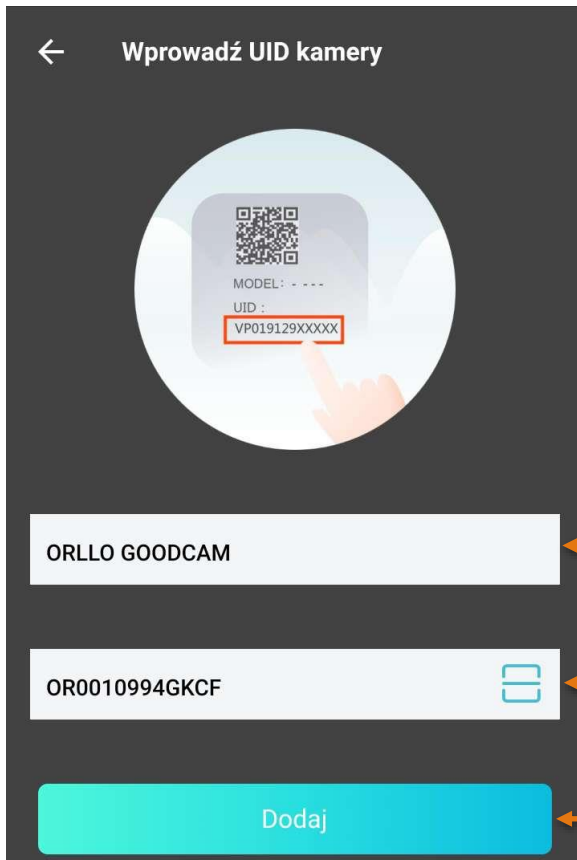 Wprowadź UID kamery
MODEL: - ---
UID :
VP019129XXXXX
ORLLO GOODCAM
OR0010994GKCF
Dodaj